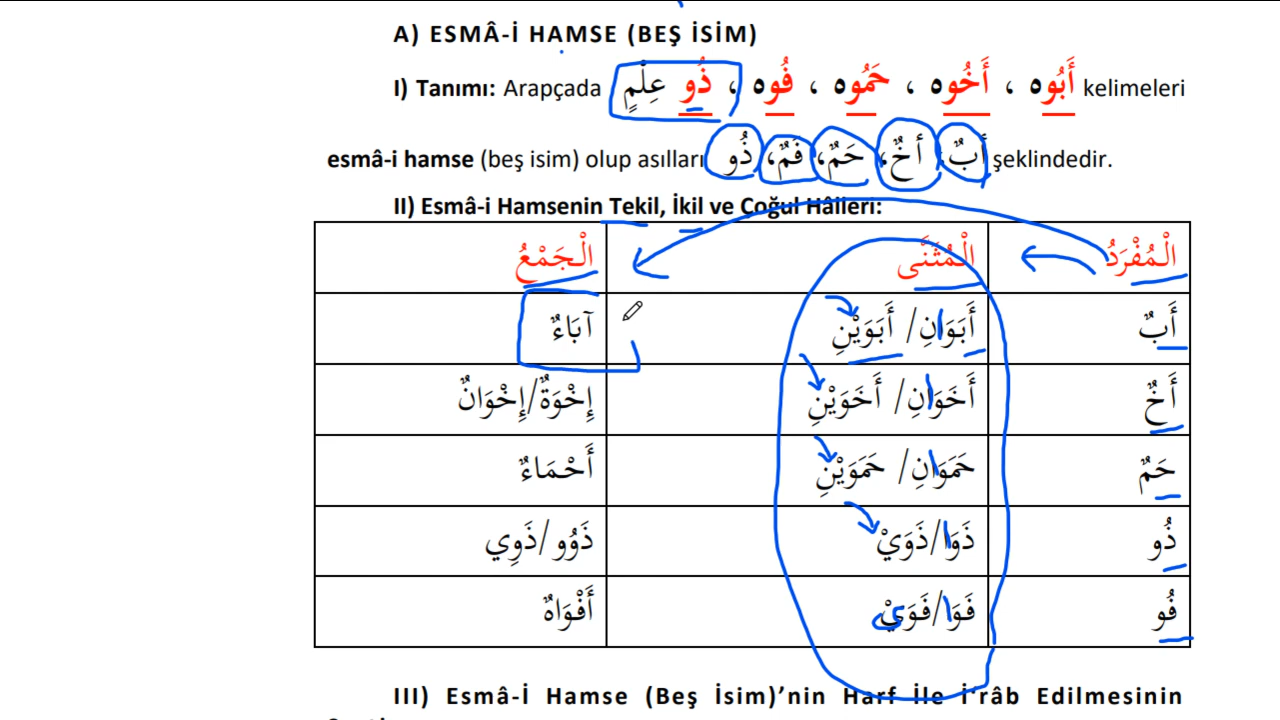 A) ESMÂ-İ HAMSE (BEŞ İSİM)
I) Tanımı: Arapçada أَبُوه ، أَخُوه ، حَمُوه ، فُوه ، ذُو عِلْمٍ kelimeleri
esmâ-i hamse (beş isim) olup asılları أَبٌ، أَخٌ، حَمٌ، فَمٌ، ذُو şeklindedir.
II) Esmâ-i Hamsenin Tekil, İkil ve Çoğul Hâlleri:
الْمُفْرَدُ الْمُثَنَّى الْجَمْعُ
أَبٌ أَبَوَانِ/ أَبَوَيْنِ آبَاءٌ
أَخٌ أَخَوَانِ/ أَخَوَيْنِ إِخْوَةٌ/إِخْوَانٌ
حَمٌ حَمَوَانِ/ حَمَوَيْنِ أَحْمَاءٌ
ذُو ذَوَا/ذَوَيْ ذَوُو/ذَوِي
فُو فَوَا/فَوَيْ أَفْوَاهٌ
III) Esmâ-İ Hamse (Beş İsim)’nin Harf İle İ‘râb Edilmesinin